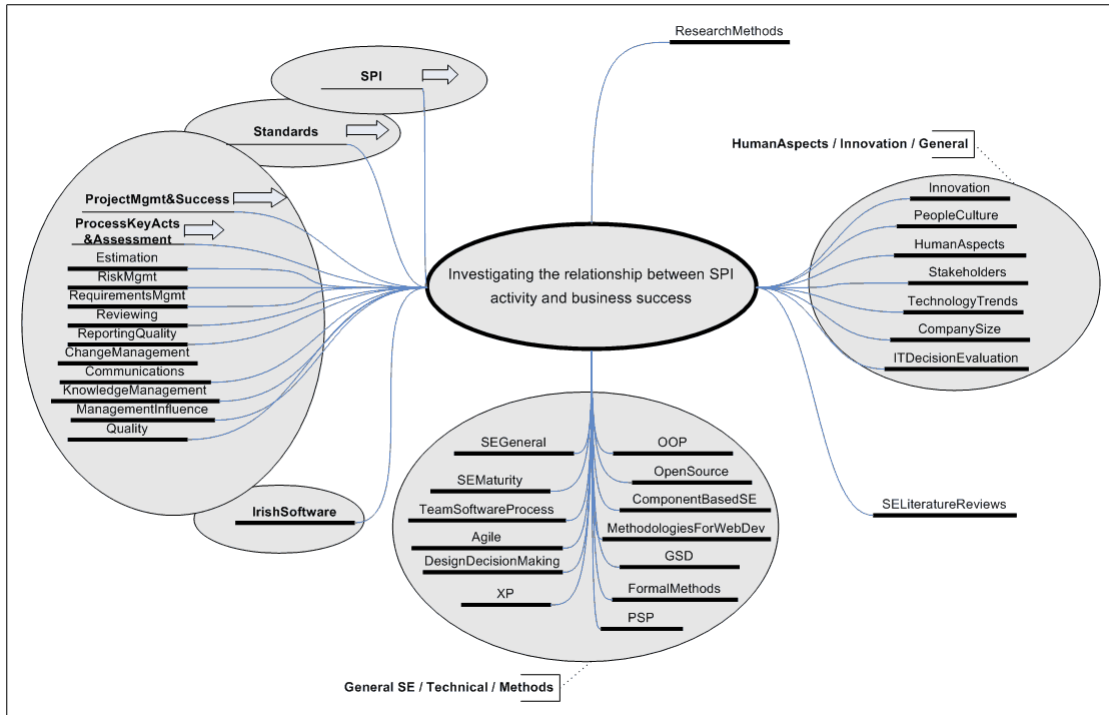 SPI
Standards
ProjectMgmt&Success
ProcessKeyActs
&Assessment
Estimation
RiskMgmt
RequirementsMgmt
Reviewing
ReportingQuality
ChangeManagement
Communications
KnowledgeManagement
ManagementInfluence
Quality
IrishSoftware
Investigating the relationship between SPI
activity and business success
ResearchMethods
HumanAspects / Innovation / General
Innovation
PeopleCulture
HumanAspects
Stakeholders
TechnologyTrends
CompanySize
ITDecisionEvaluation
SELiteratureReviews
SEGeneral
SEMaturity
TeamSoftwareProcess
Agile
DesignDecisionMaking
XP
OOP
OpenSource
ComponentBasedSE
MethodologiesForWebDev
GSD
FormalMethods
PSP
General SE / Technical / Methods